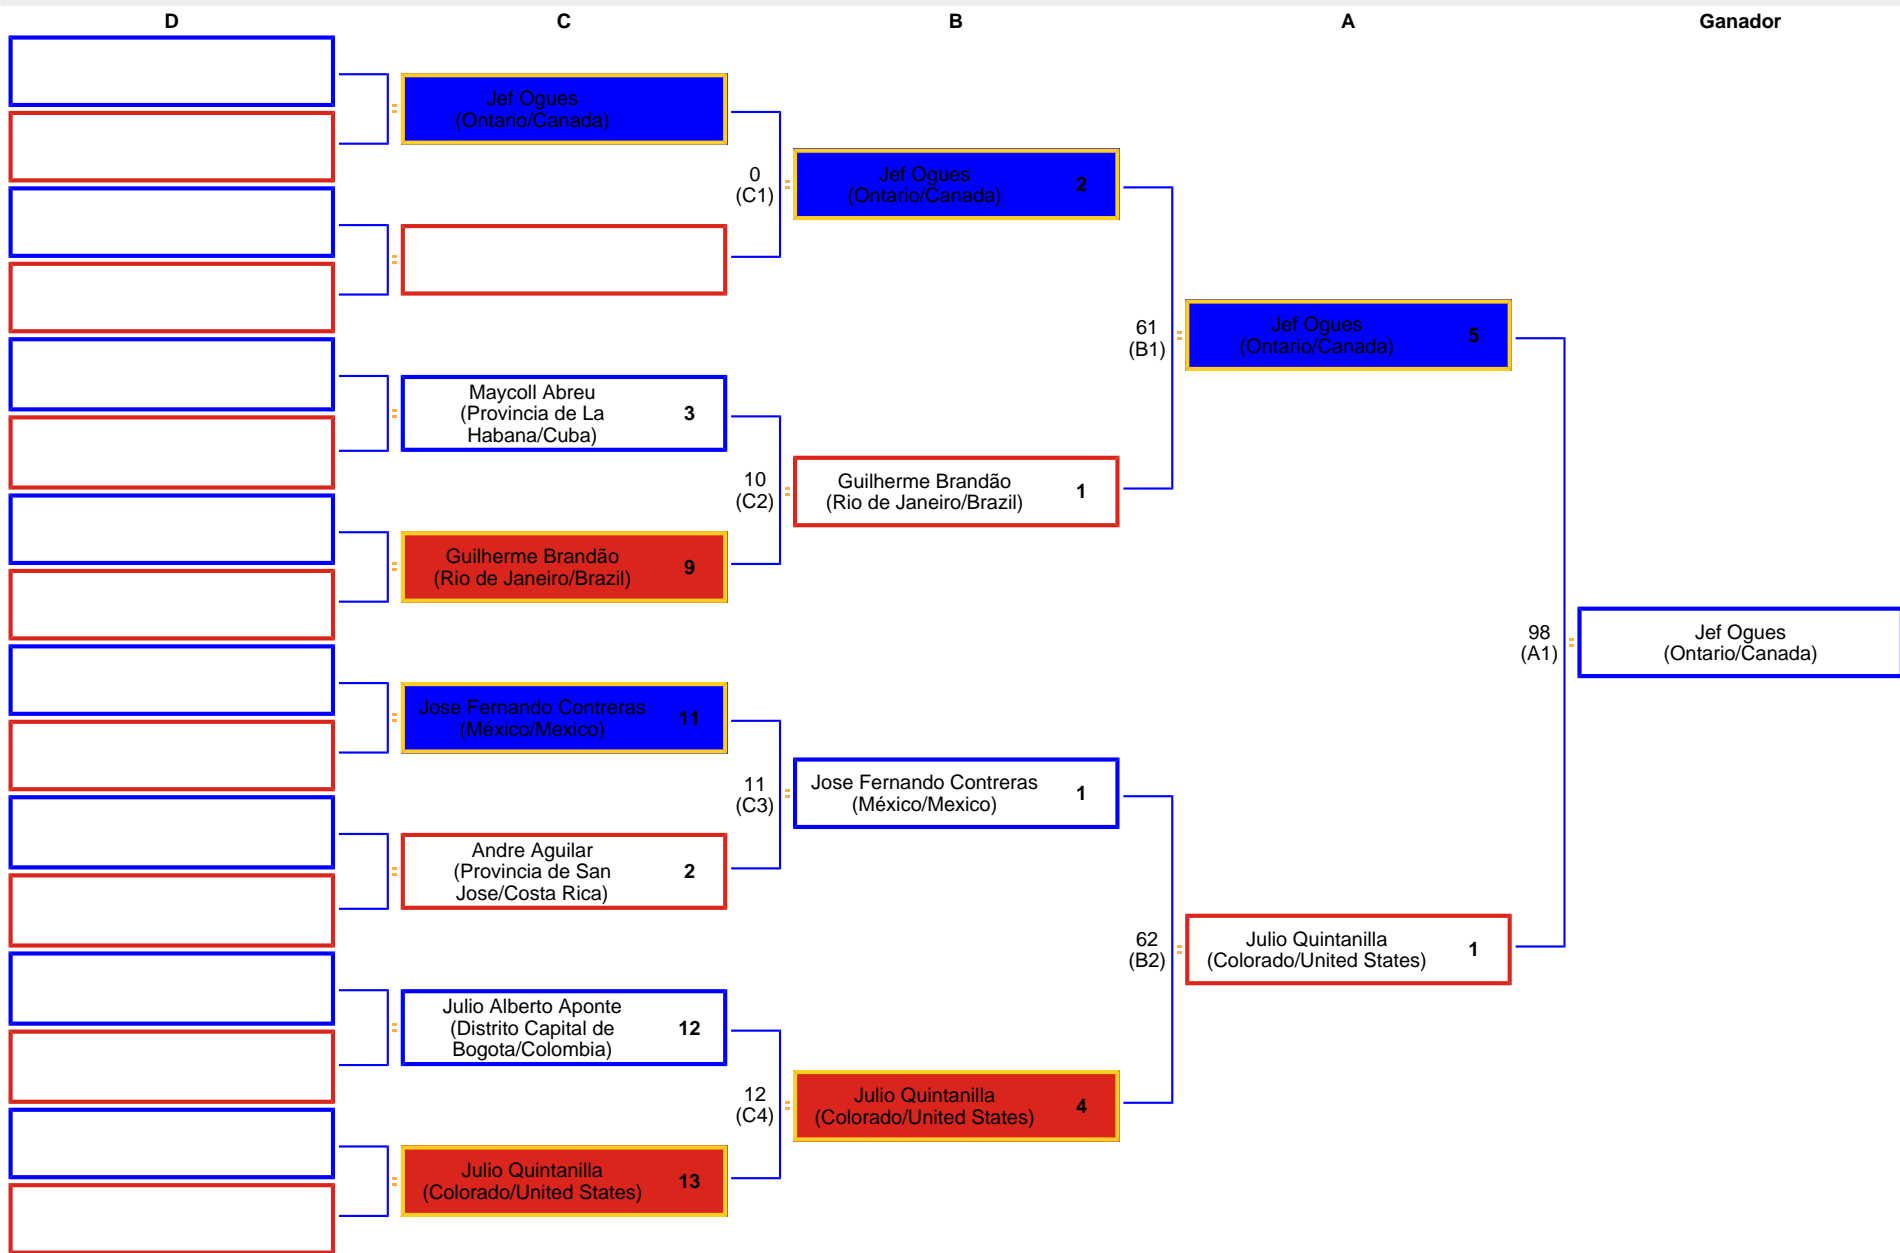 D
C
B
A
Ganador
Jef Ogues
(Ontario/Canada)
0
(C1)
Jef Ogues
(Ontario/Canada)
2
61
(B1)
Jef Ogues
(Ontario/Canada)
5
Maycoll Abreu
(Provincia de La
Habana/Cuba)
3
10
(C2)
Guilherme Brandão
(Rio de Janeiro/Brazil)
1
Guilherme Brandão
(Rio de Janeiro/Brazil)
9
98
(A1)
Jef Ogues
(Ontario/Canada)
Jose Fernando Contreras
(México/Mexico)
11
11
(C3)
Jose Fernando Contreras
(México/Mexico)
1
Andre Aguilar
(Provincia de San
Jose/Costa Rica)
2
62
(B2)
Julio Quintanilla
(Colorado/United States)
1
Julio Alberto Aponte
(Distrito Capital de
Bogota/Colombia)
12
12
(C4)
Julio Quintanilla
(Colorado/United States)
4
Julio Quintanilla
(Colorado/United States)
13